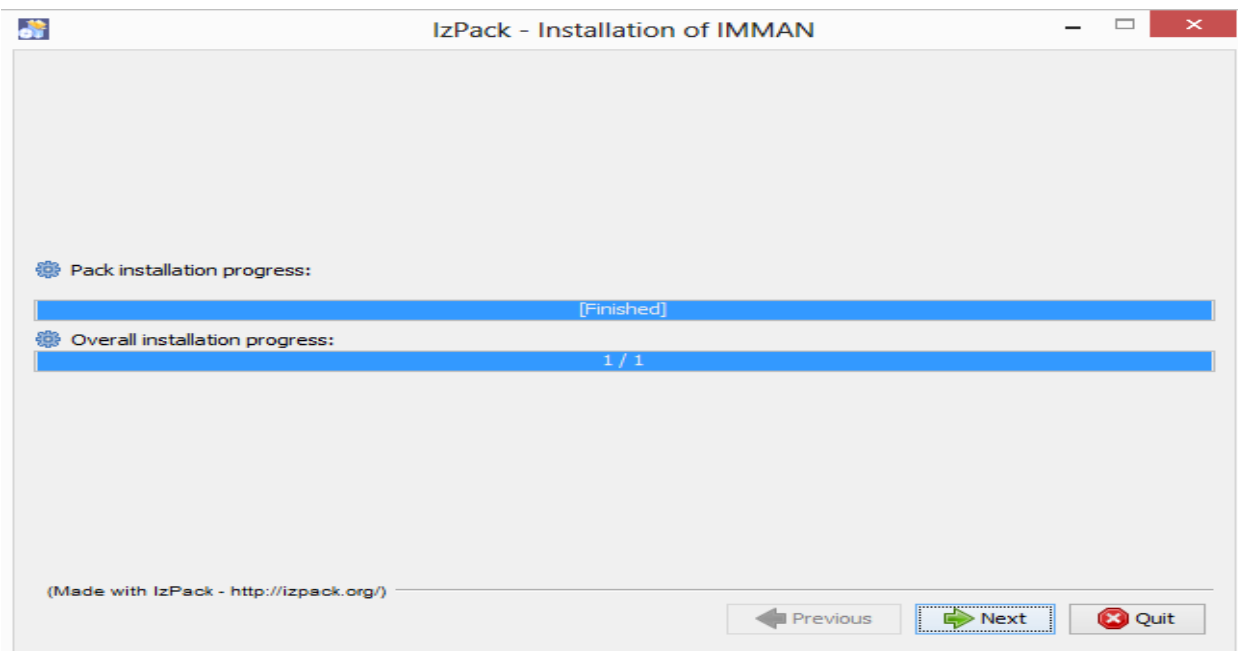 IzPack - Installation of IMMAN
Pack installation progress:
[Finished]
Overall installation progress:
1 / 1
(Made with IzPack - http://izpack.org/)
Previous
Next
Quit